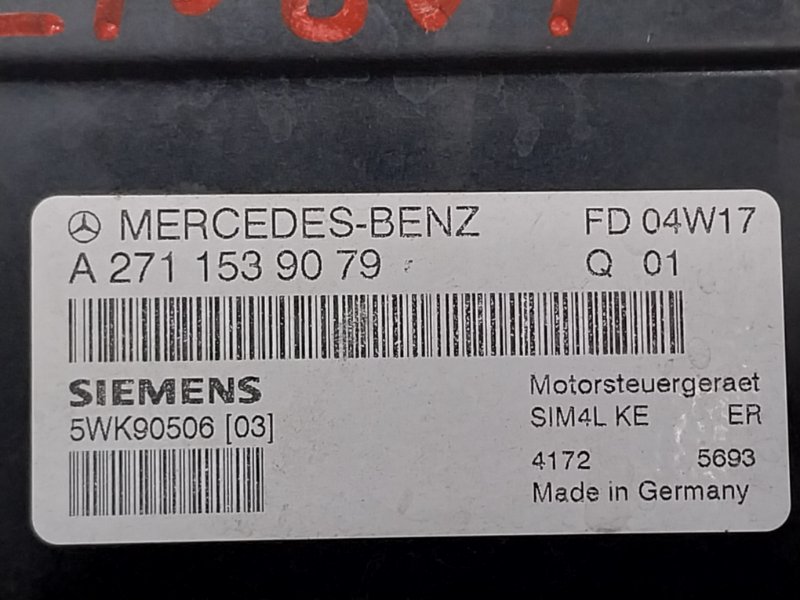 MERCEDES-BENZ FD 04W17
A 271 153 90 79 Q 01
SIEMENS Motorsteuergeraet
5WK90506 [03] SIM4L KE ER
4172 5693
Made in Germany